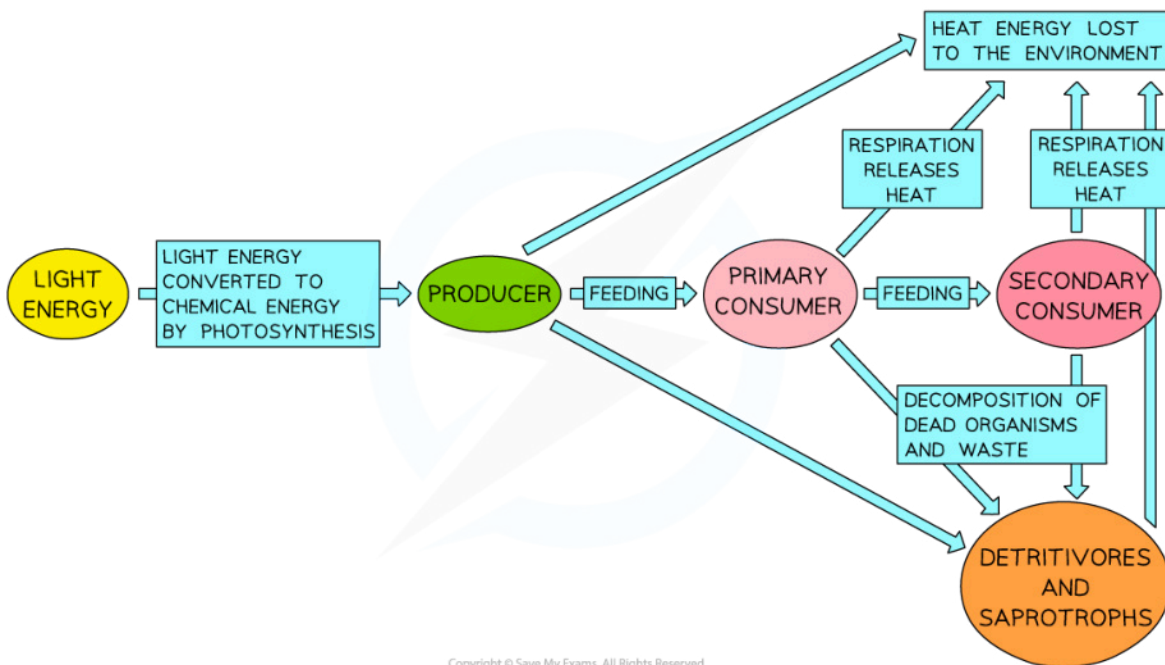 HEAT ENERGY LOST
TO THE ENVIRONMENT
RESPIRATION
RELEASES
HEAT
RESPIRATION
RELEASES
HEAT
LIGHT
ENERGY
LIGHT ENERGY
CONVERTED TO
CHEMICAL ENERGY
BY PHOTOSYNTHESIS
PRODUCER
FEEDING
PRIMARY
CONSUMER
FEEDING
SECONDARY
CONSUMER
DECOMPOSITION OF
DEAD ORGANISMS
AND WASTE
DETRITIVORES
AND
SAPROTROPHS
Copyright © Save My Exams. All Rights Reserved